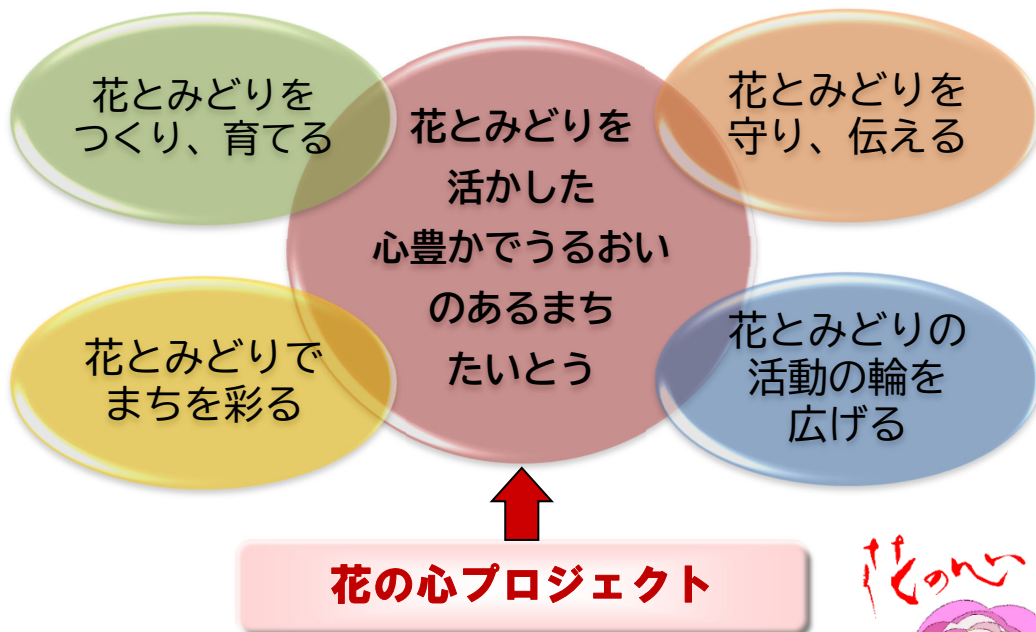 花とみどりを
つくり、育てる
花とみどりを
活かした
心豊かでうるおい
のあるまち
たいとう
花とみどりを
守り、伝える
花とみどりで
まちを彩る
花とみどりの
活動の輪を
広げる
花の心プロジェクト
花の心